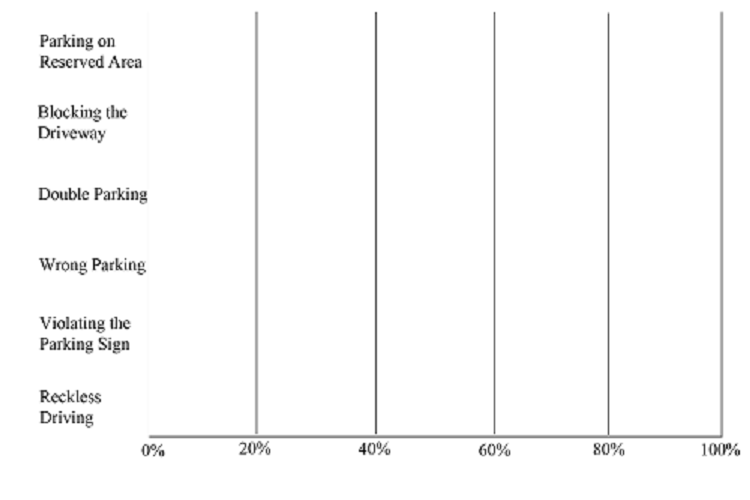 Parking on
Reserved Area
Blocking the
Driveway
Double Parking
Wrong Parking
Violating the
Parking Sign
Reckless
Driving
0% 20% 40% 60% 80% 100%